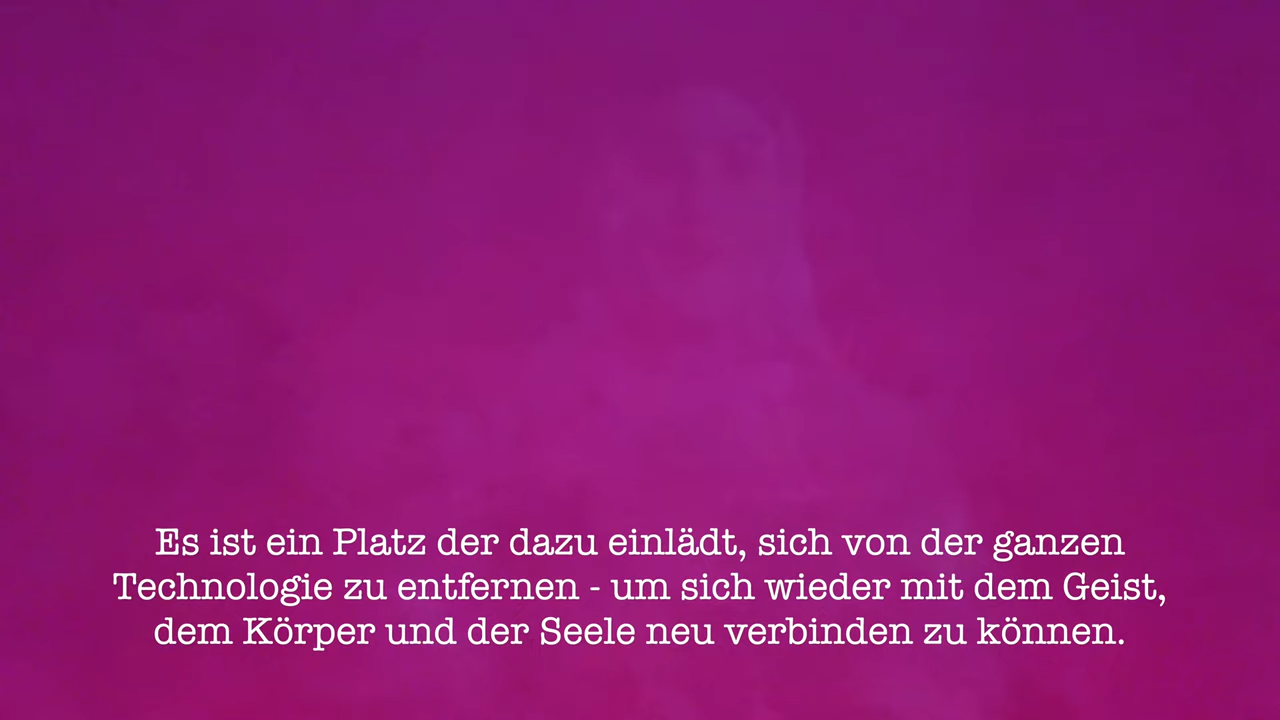 Es ist ein Platz der dazu einlädt, sich von der ganzen
Technologie zu entfernen - um sich wieder mit dem Geist,
dem Körper und der Seele neu verbinden zu können.